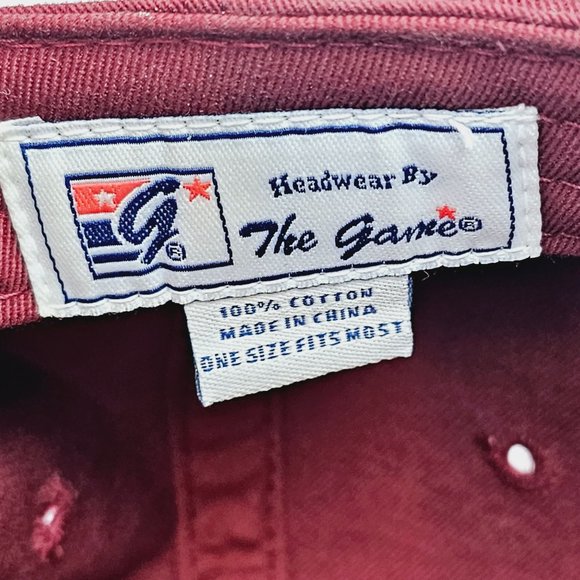 G®
Headwear By
The Game®
100% COTTON
MADE IN CHINA
ONE SIZE FITS MOST